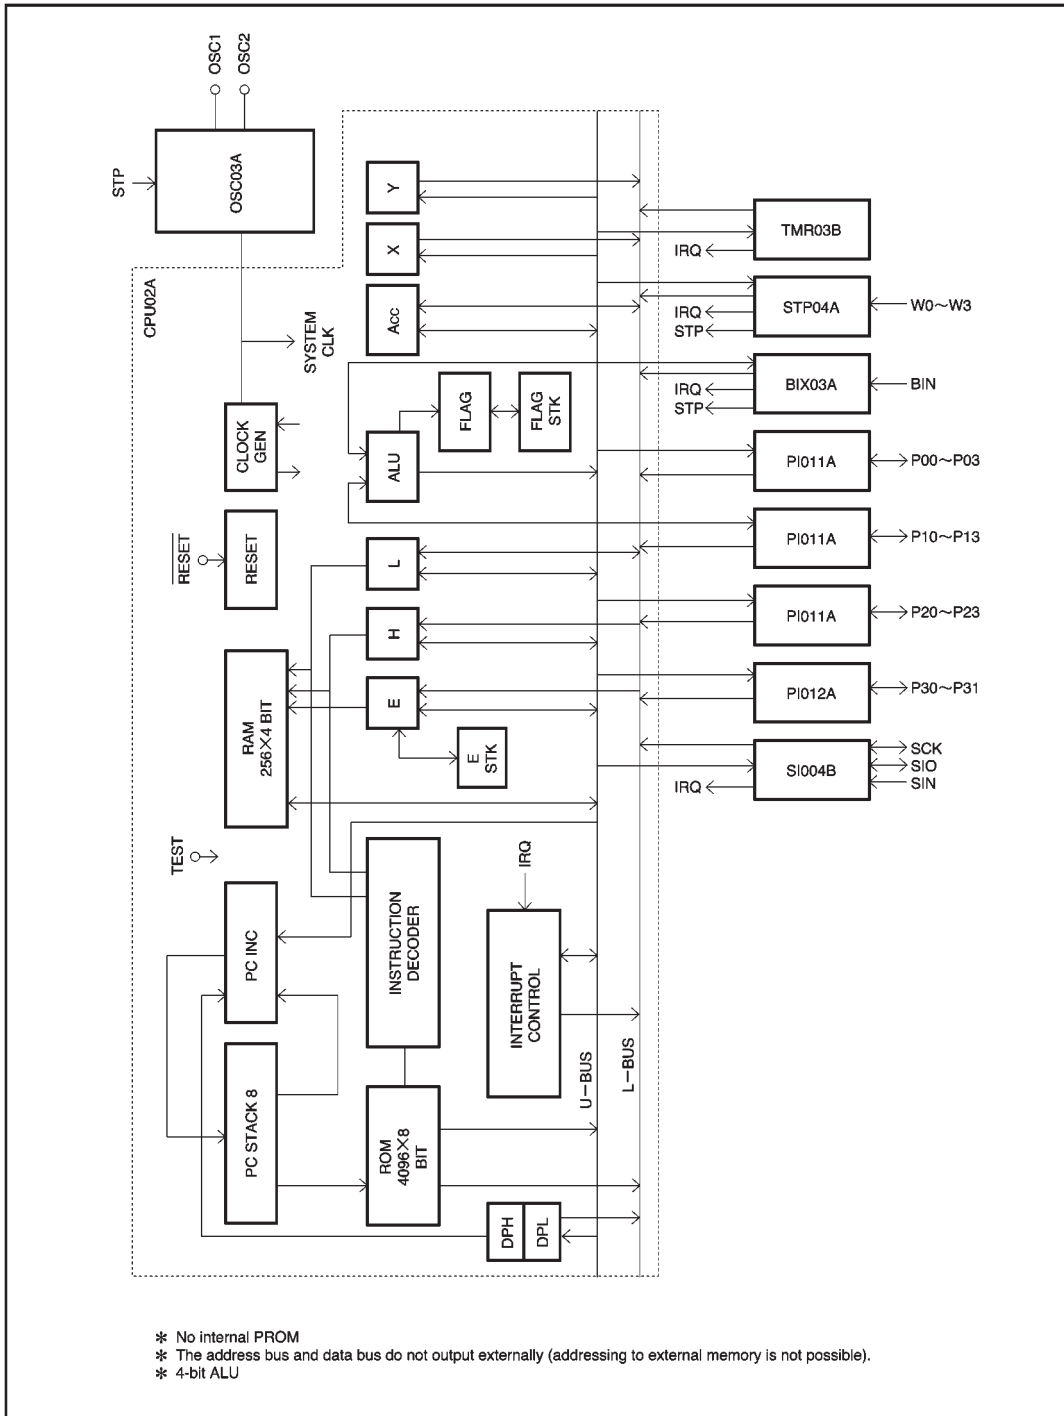 OSC1
OSC2
STP
OSC03A
CPU02A
SYSTEM
CLK
CLOCK
GEN
RESET
RESET
RAM
256×4 BIT
TEST
PC INC
PC STACK 8
Y
X
Acc
ALU
FLAG
FLAG
STK
L
H
E
E
STK
INSTRUCTION
DECODER
ROM
4096×8
BIT
IRQ
INTERRUPT
CONTROL
DPH
DPL
U－BUS
L－BUS
TMR03B
IRQ
STP04A
W0～W3
IRQ
STP
BIX03A
BIN
IRQ
STP
PI011A
P00～P03
PI011A
P10～P13
PI011A
P20～P23
PI012A
P30～P31
SI004B
SCK
SIO
SIN
IRQ
＊ No internal PROM
＊ The address bus and data bus do not output externally (addressing to external memory is not possible).
＊ 4-bit ALU